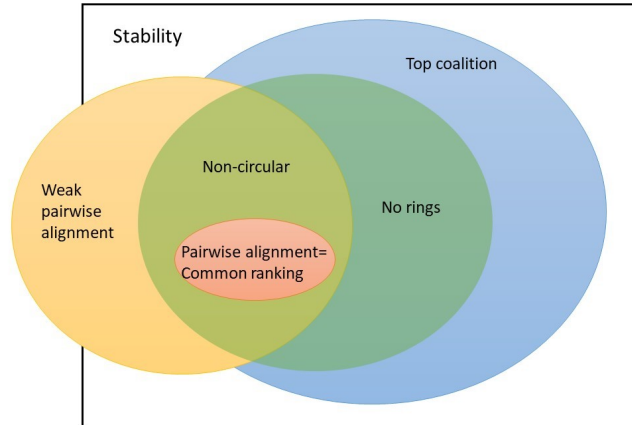 Stability
Top coalition
Non-circular
Weak
pairwise
alignment
No rings
Pairwise alignment=
Common ranking